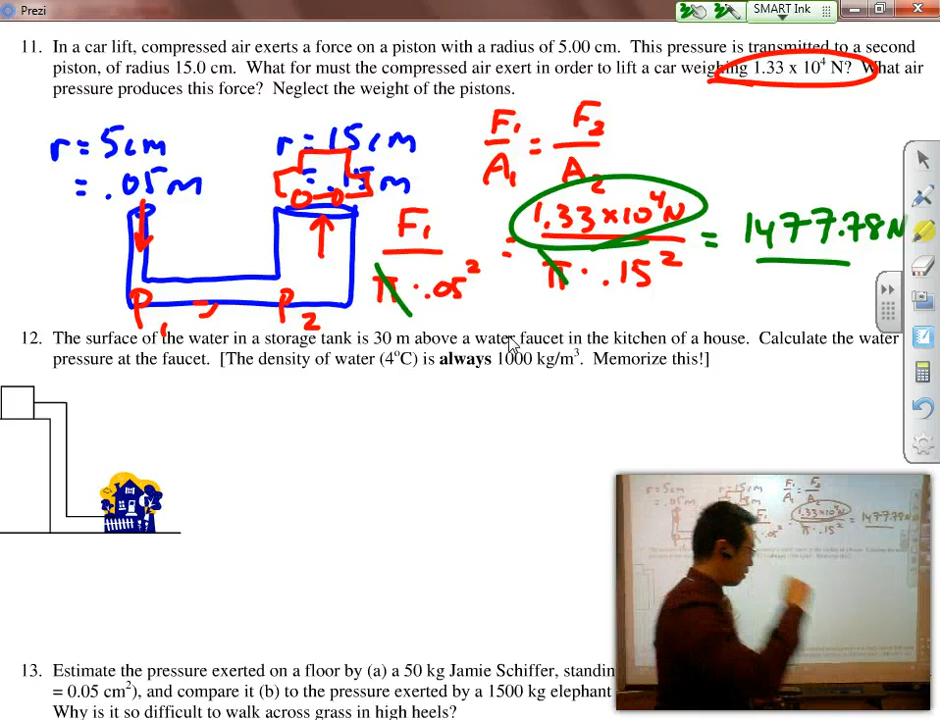 Prezi
SMART Ink
11. In a car lift, compressed air exerts a force on a piston with a radius of 5.00 cm. This pressure is transmitted to a second
piston, of radius 15.0 cm. What for must the compressed air exert in order to lift a car weighing 1.33 x 10⁴ N? What air
pressure produces this force? Neglect the weight of the pistons.
r = 5cm
= .05 m
r = 15cm
= .15 m
F₁/A₁ = F₂/A₂
F₁/π · .05² = 1.33×10⁴N/π · .15² = 1477.78N
P₁ = P₂
12. The surface of the water in a storage tank is 30 m above a water faucet in the kitchen of a house. Calculate the water
pressure at the faucet. [The density of water (4°C) is always 1000 kg/m³. Memorize this!]
13. Estimate the pressure exerted on a floor by (a) a 50 kg Jamie Schiffer, standin
= 0.05 cm²), and compare it (b) to the pressure exerted by a 1500 kg elephant
Why is it so difficult to walk across grass in high heels?